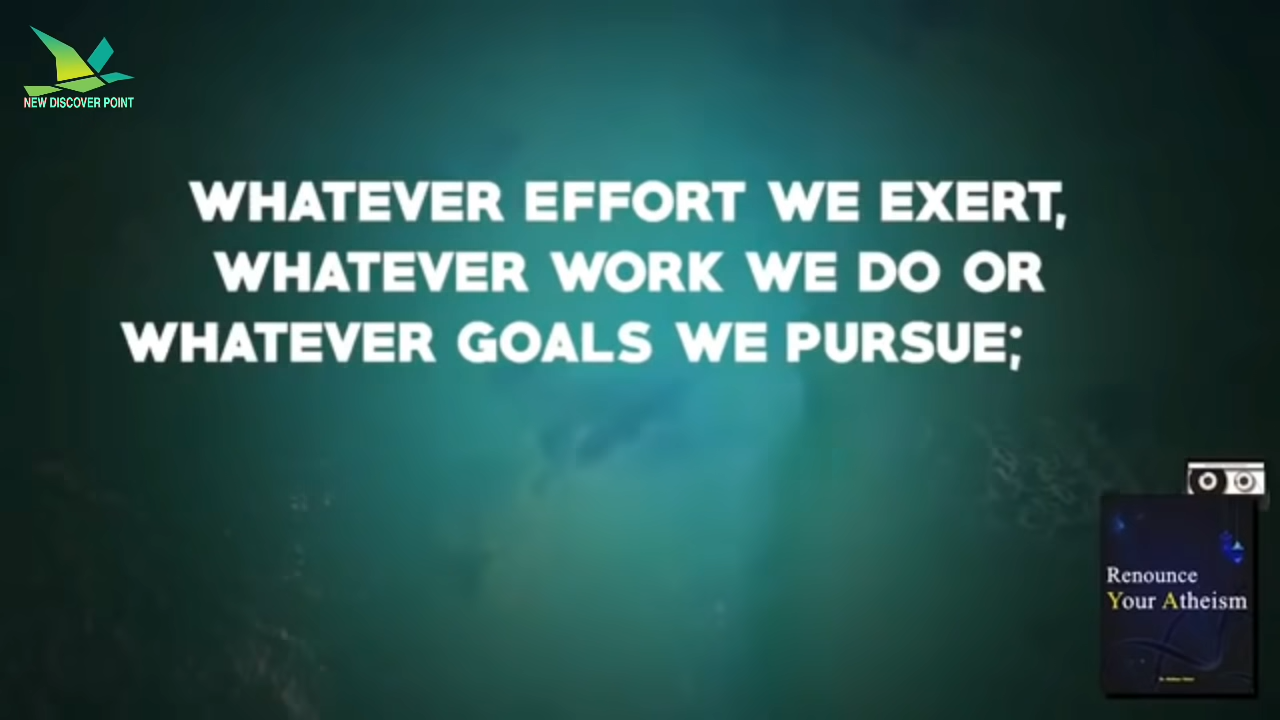 NEW DISCOVER POINT
WHATEVER EFFORT WE EXERT,
WHATEVER WORK WE DO OR
WHATEVER GOALS WE PURSUE;
Renounce
Your Atheism